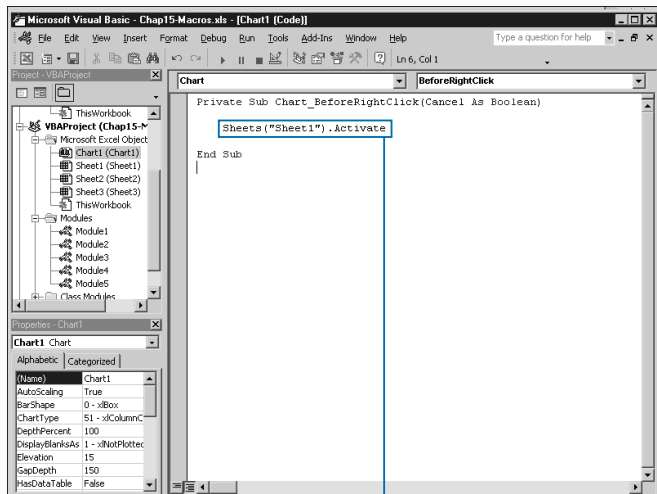 Microsoft Visual Basic - Chap15-Macros.xls - [Chart1 (Code)]
File Edit View Insert Format Debug Run Tools Add-Ins Window Help
Type a question for help
Ln 6, Col 1
Project - VBAProject
ThisWorkbook
VBAProject (Chap15-M
Microsoft Excel Object
Chart1 (Chart1)
Sheet1 (Sheet1)
Sheet2 (Sheet2)
Sheet3 (Sheet3)
ThisWorkbook
Modules
Module1
Module2
Module3
Module4
Module5
Class Modules
Properties - Chart1
Chart1 Chart
Alphabetic Categorized
(Name) Chart1
AutoScaling True
BarShape 0 - xlBox
ChartType 51 - xlColumnC
DepthPercent 100
DisplayBlanksAs 1 - xlNotPlotted
Elevation 15
GapDepth 150
HasDataTable False
Chart
BeforeRightClick
Private Sub Chart_BeforeRightClick(Cancel As Boolean)
Sheets("Sheet1").Activate
End Sub